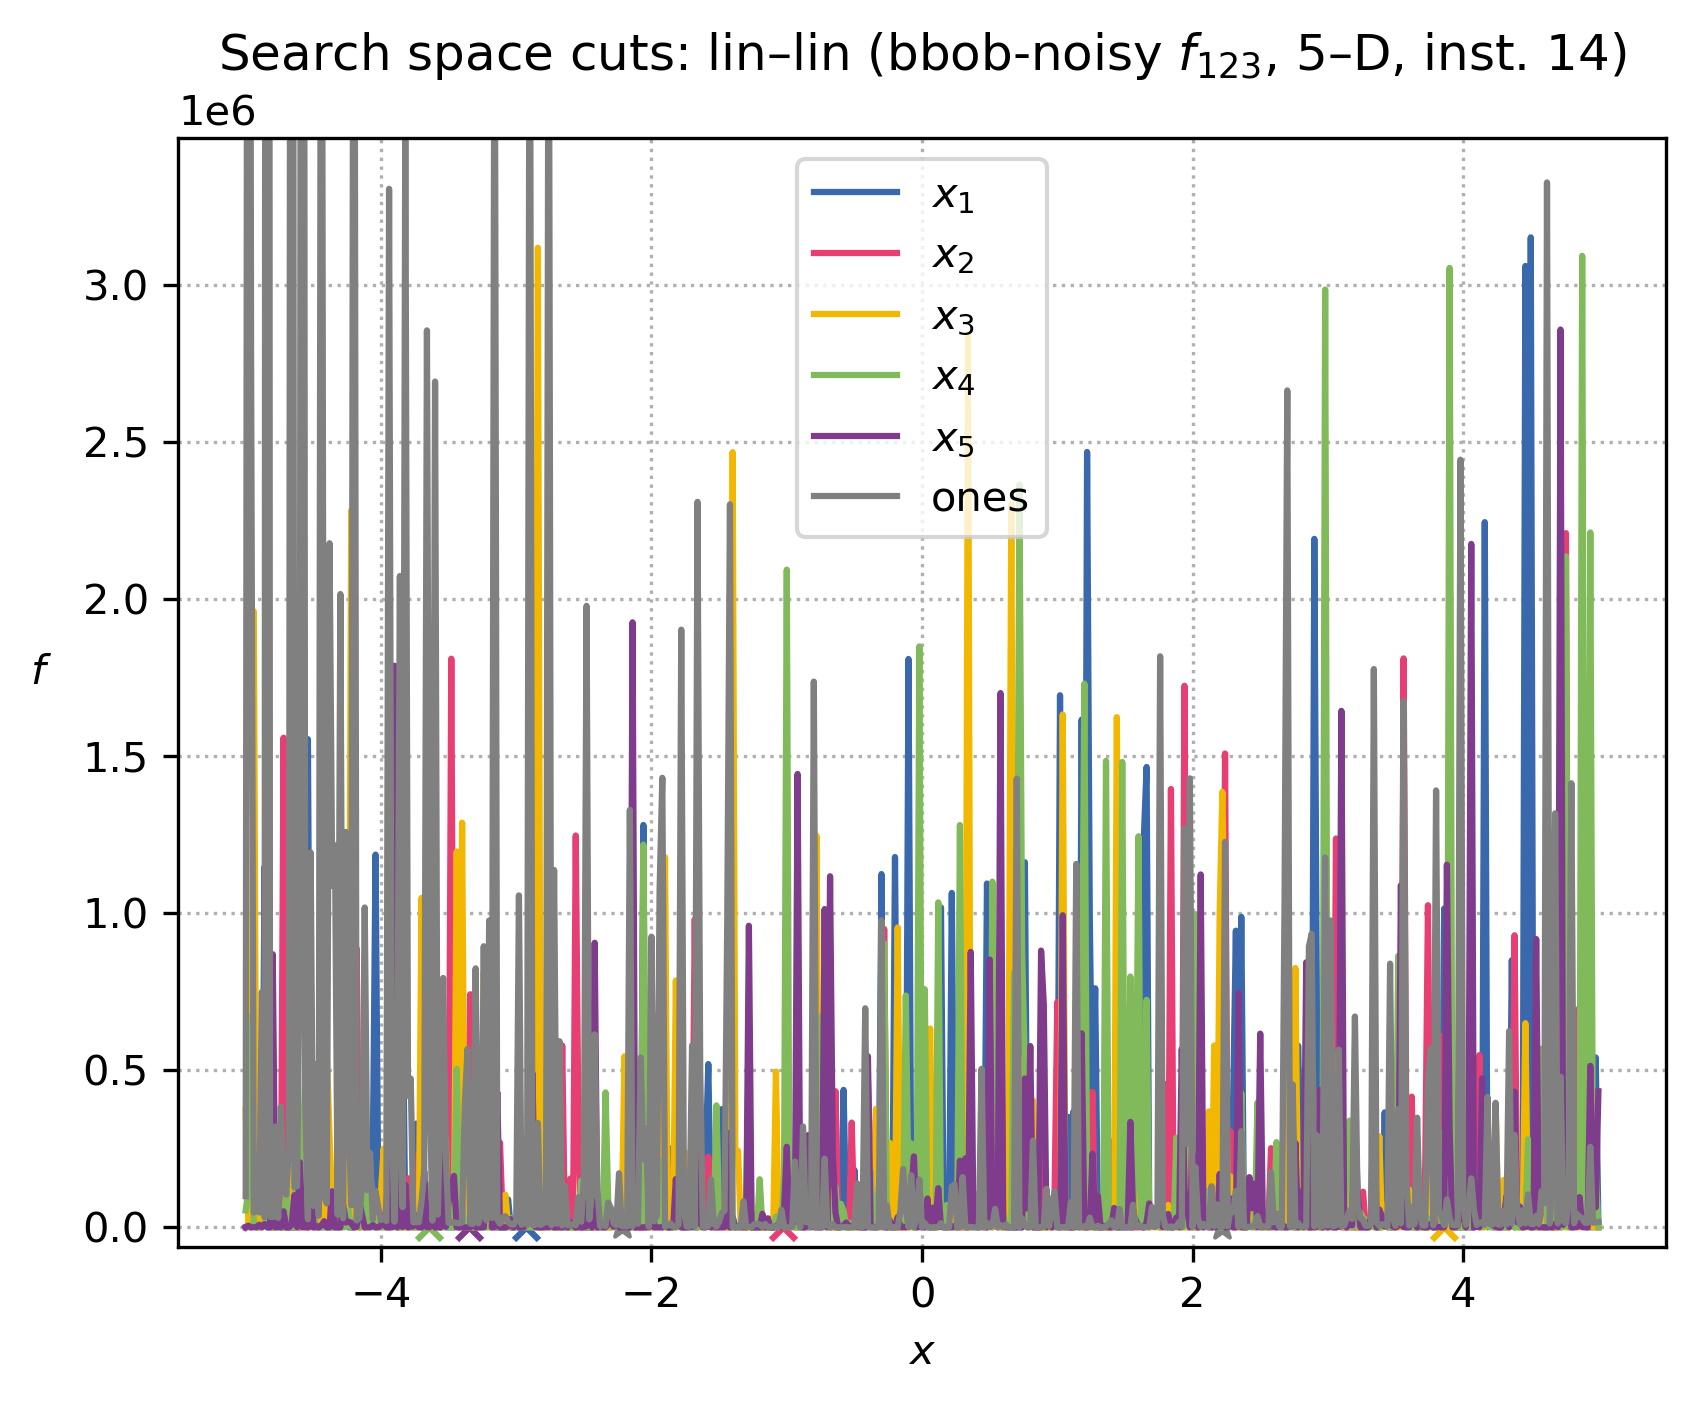 Search space cuts: lin–lin (bbob-noisy f₁₂₃, 5–D, inst. 14)
1e6
3.0
2.5
2.0
1.5
1.0
0.5
0.0
f
x₁
x₂
x₃
x₄
x₅
ones
−4 −2 0 2 4
x